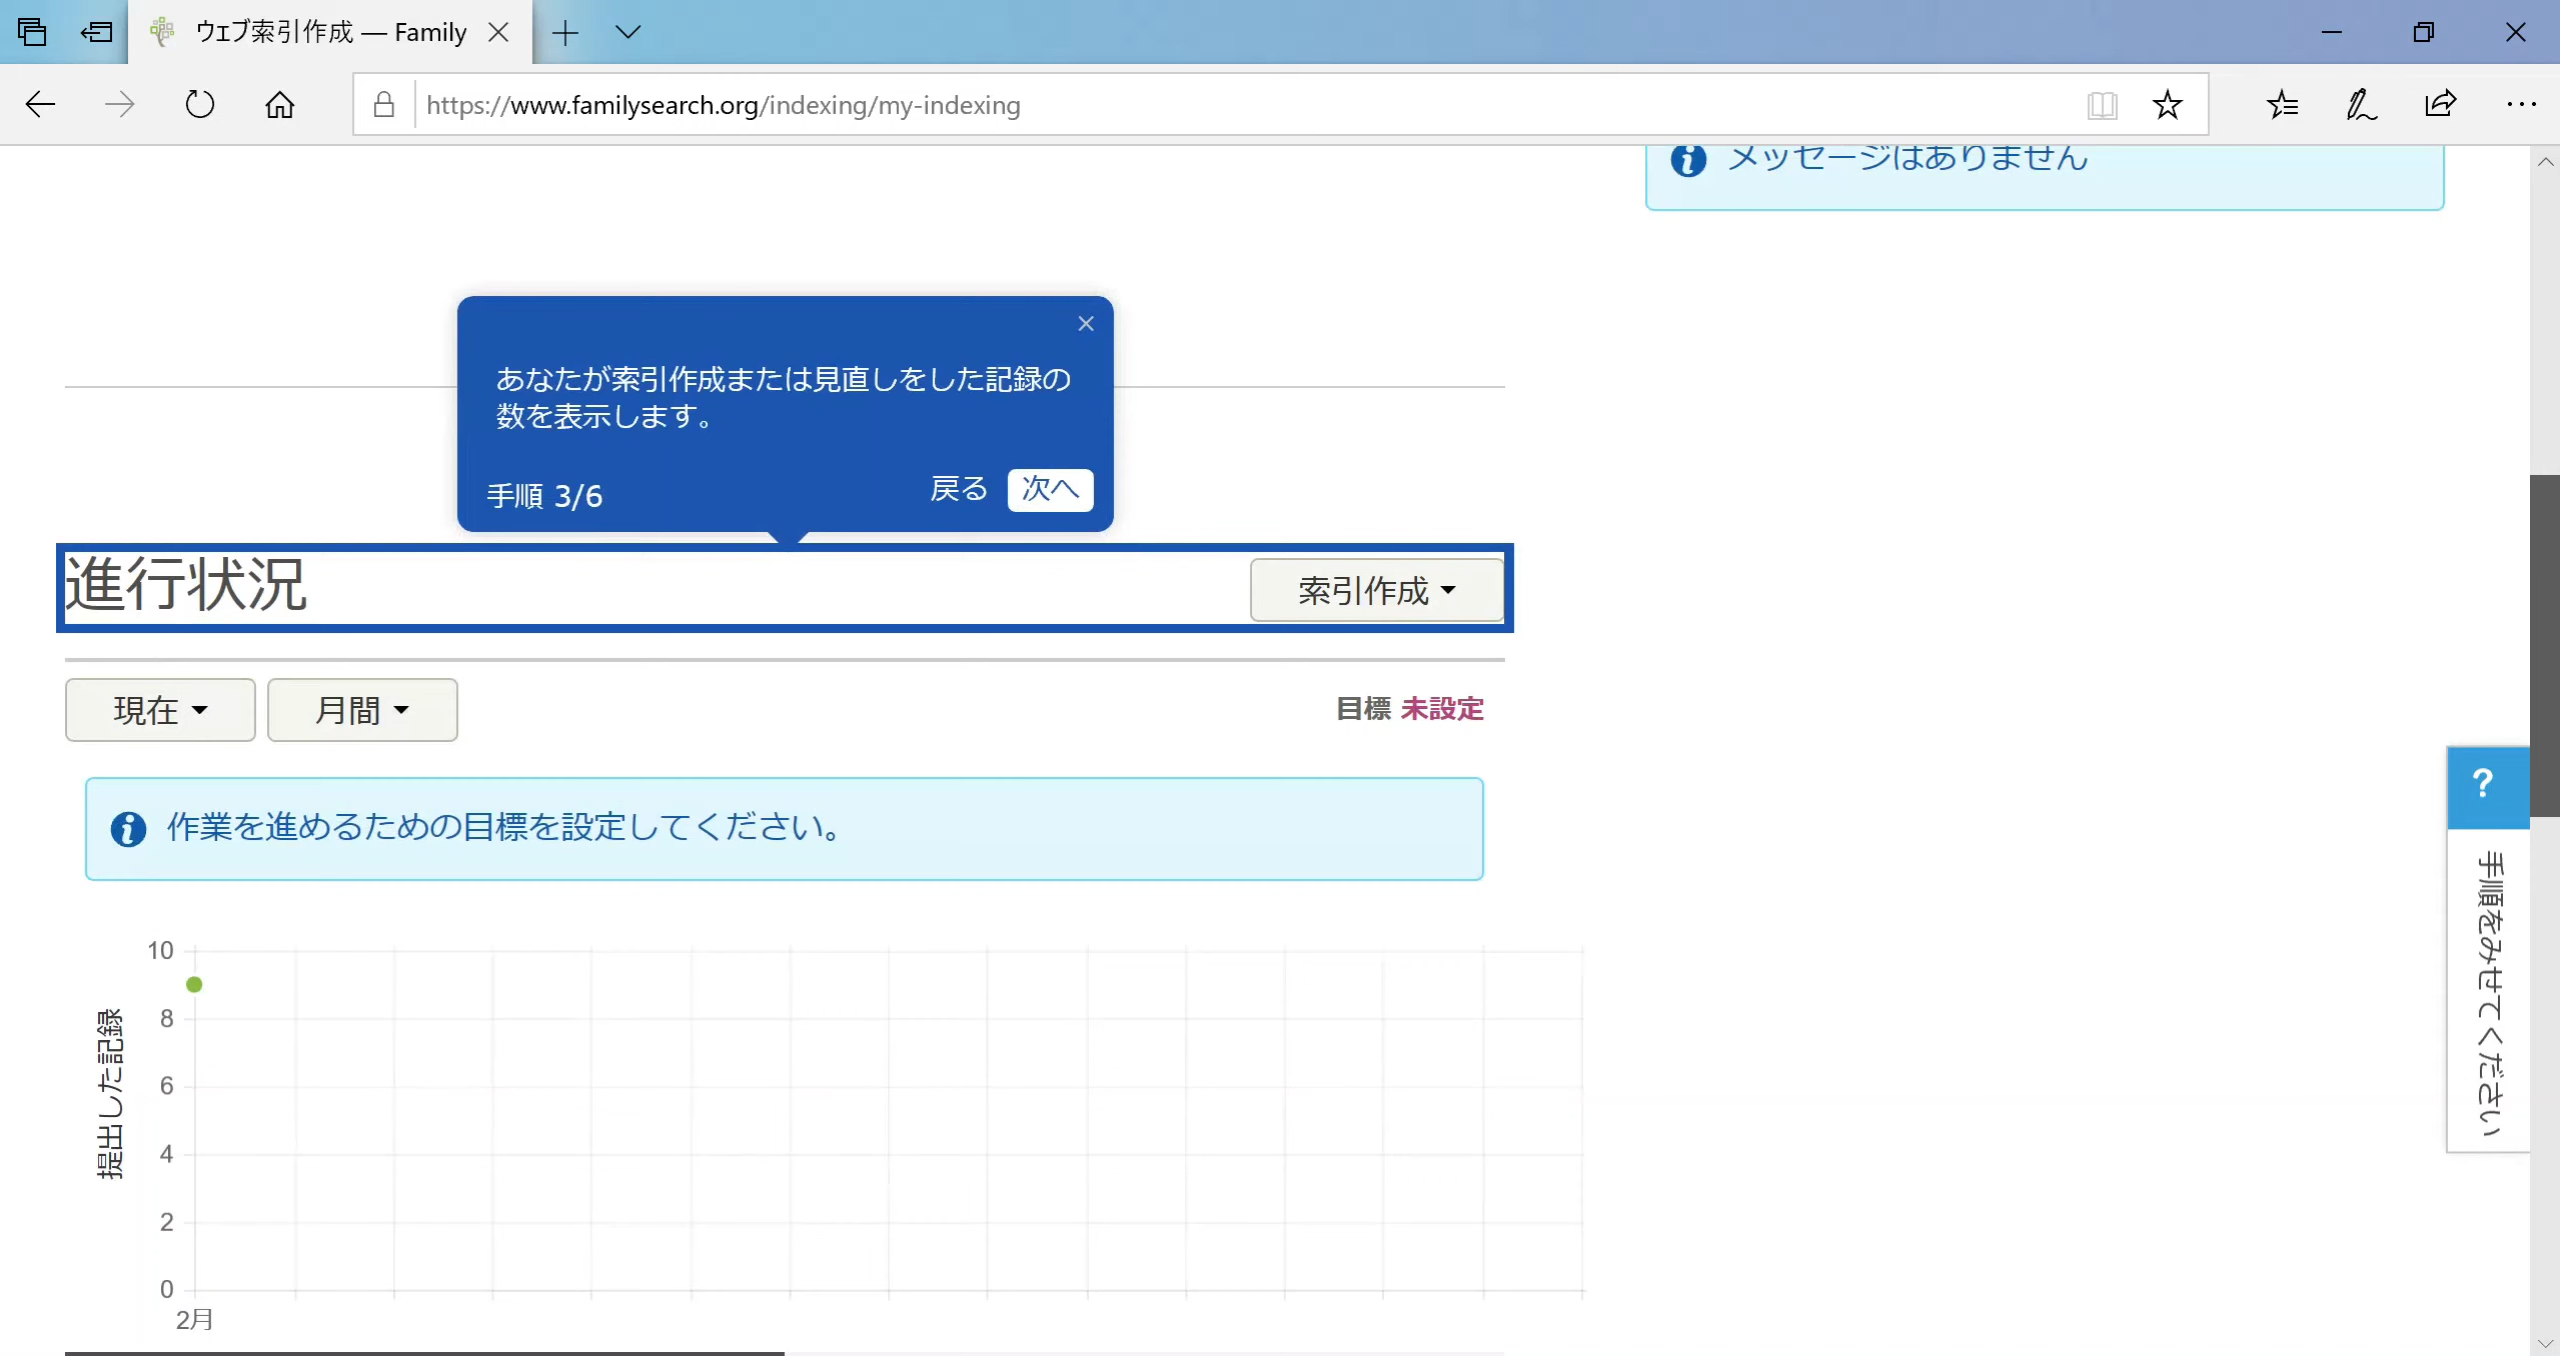 ウェブ索引作成 — Family
https://www.familysearch.org/indexing/my-indexing
メッセージはありません
あなたが索引作成または見直しをした記録の
数を表示します。
手順 3/6
戻る
次へ
進行状況
索引作成
現在
月間
目標 未設定
作業を進めるための目標を設定してください。
?
手順をみせてください
提出した記録
10
8
6
4
2
0
2月